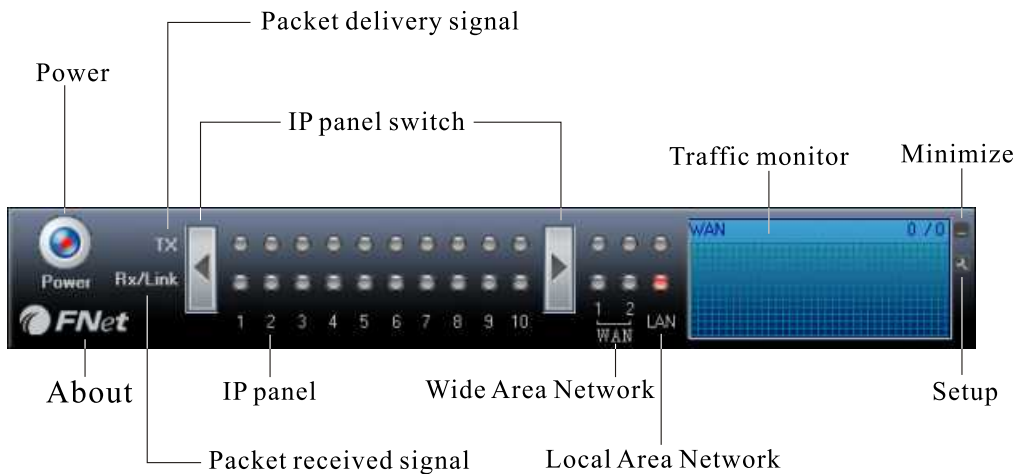 Packet delivery signal
Power
IP panel switch
Traffic monitor
Minimize
TX
WAN 0 / 0
Power
Rx/Link
FNet
1 2 3 4 5 6 7 8 9 10
1 2 LAN
WAN
About
IP panel
Wide Area Network
Setup
Packet received signal
Local Area Network